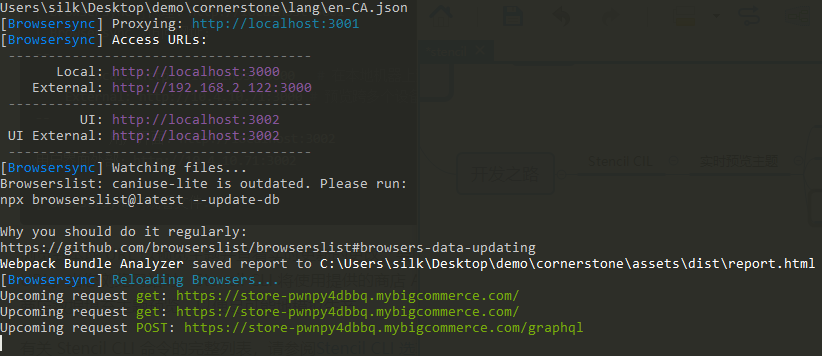 Users\silk\Desktop\demo\cornerstone\lang\en-CA.json
[Browsersync] Proxying: http://localhost:3001
[Browsersync] Access URLs:
--------------------------------------
Local: http://localhost:3000
External: http://192.168.2.122:3000
--------------------------------------
UI: http://localhost:3002
UI External: http://localhost:3002
--------------------------------------
[Browsersync] Watching files...
Browserslist: caniuse-lite is outdated. Please run:
npx browserslist@latest --update-db
Why you should do it regularly:
https://github.com/browserslist/browserslist#browsers-data-updating
Webpack Bundle Analyzer saved report to C:\Users\silk\Desktop\demo\cornerstone\assets\dist\report.html
[Browsersync] Reloading Browsers...
Upcoming request get: https://store-pwnpy4dbbq.mybigcommerce.com/
Upcoming request get: https://store-pwnpy4dbbq.mybigcommerce.com/
Upcoming request POST: https://store-pwnpy4dbbq.mybigcommerce.com/graphql